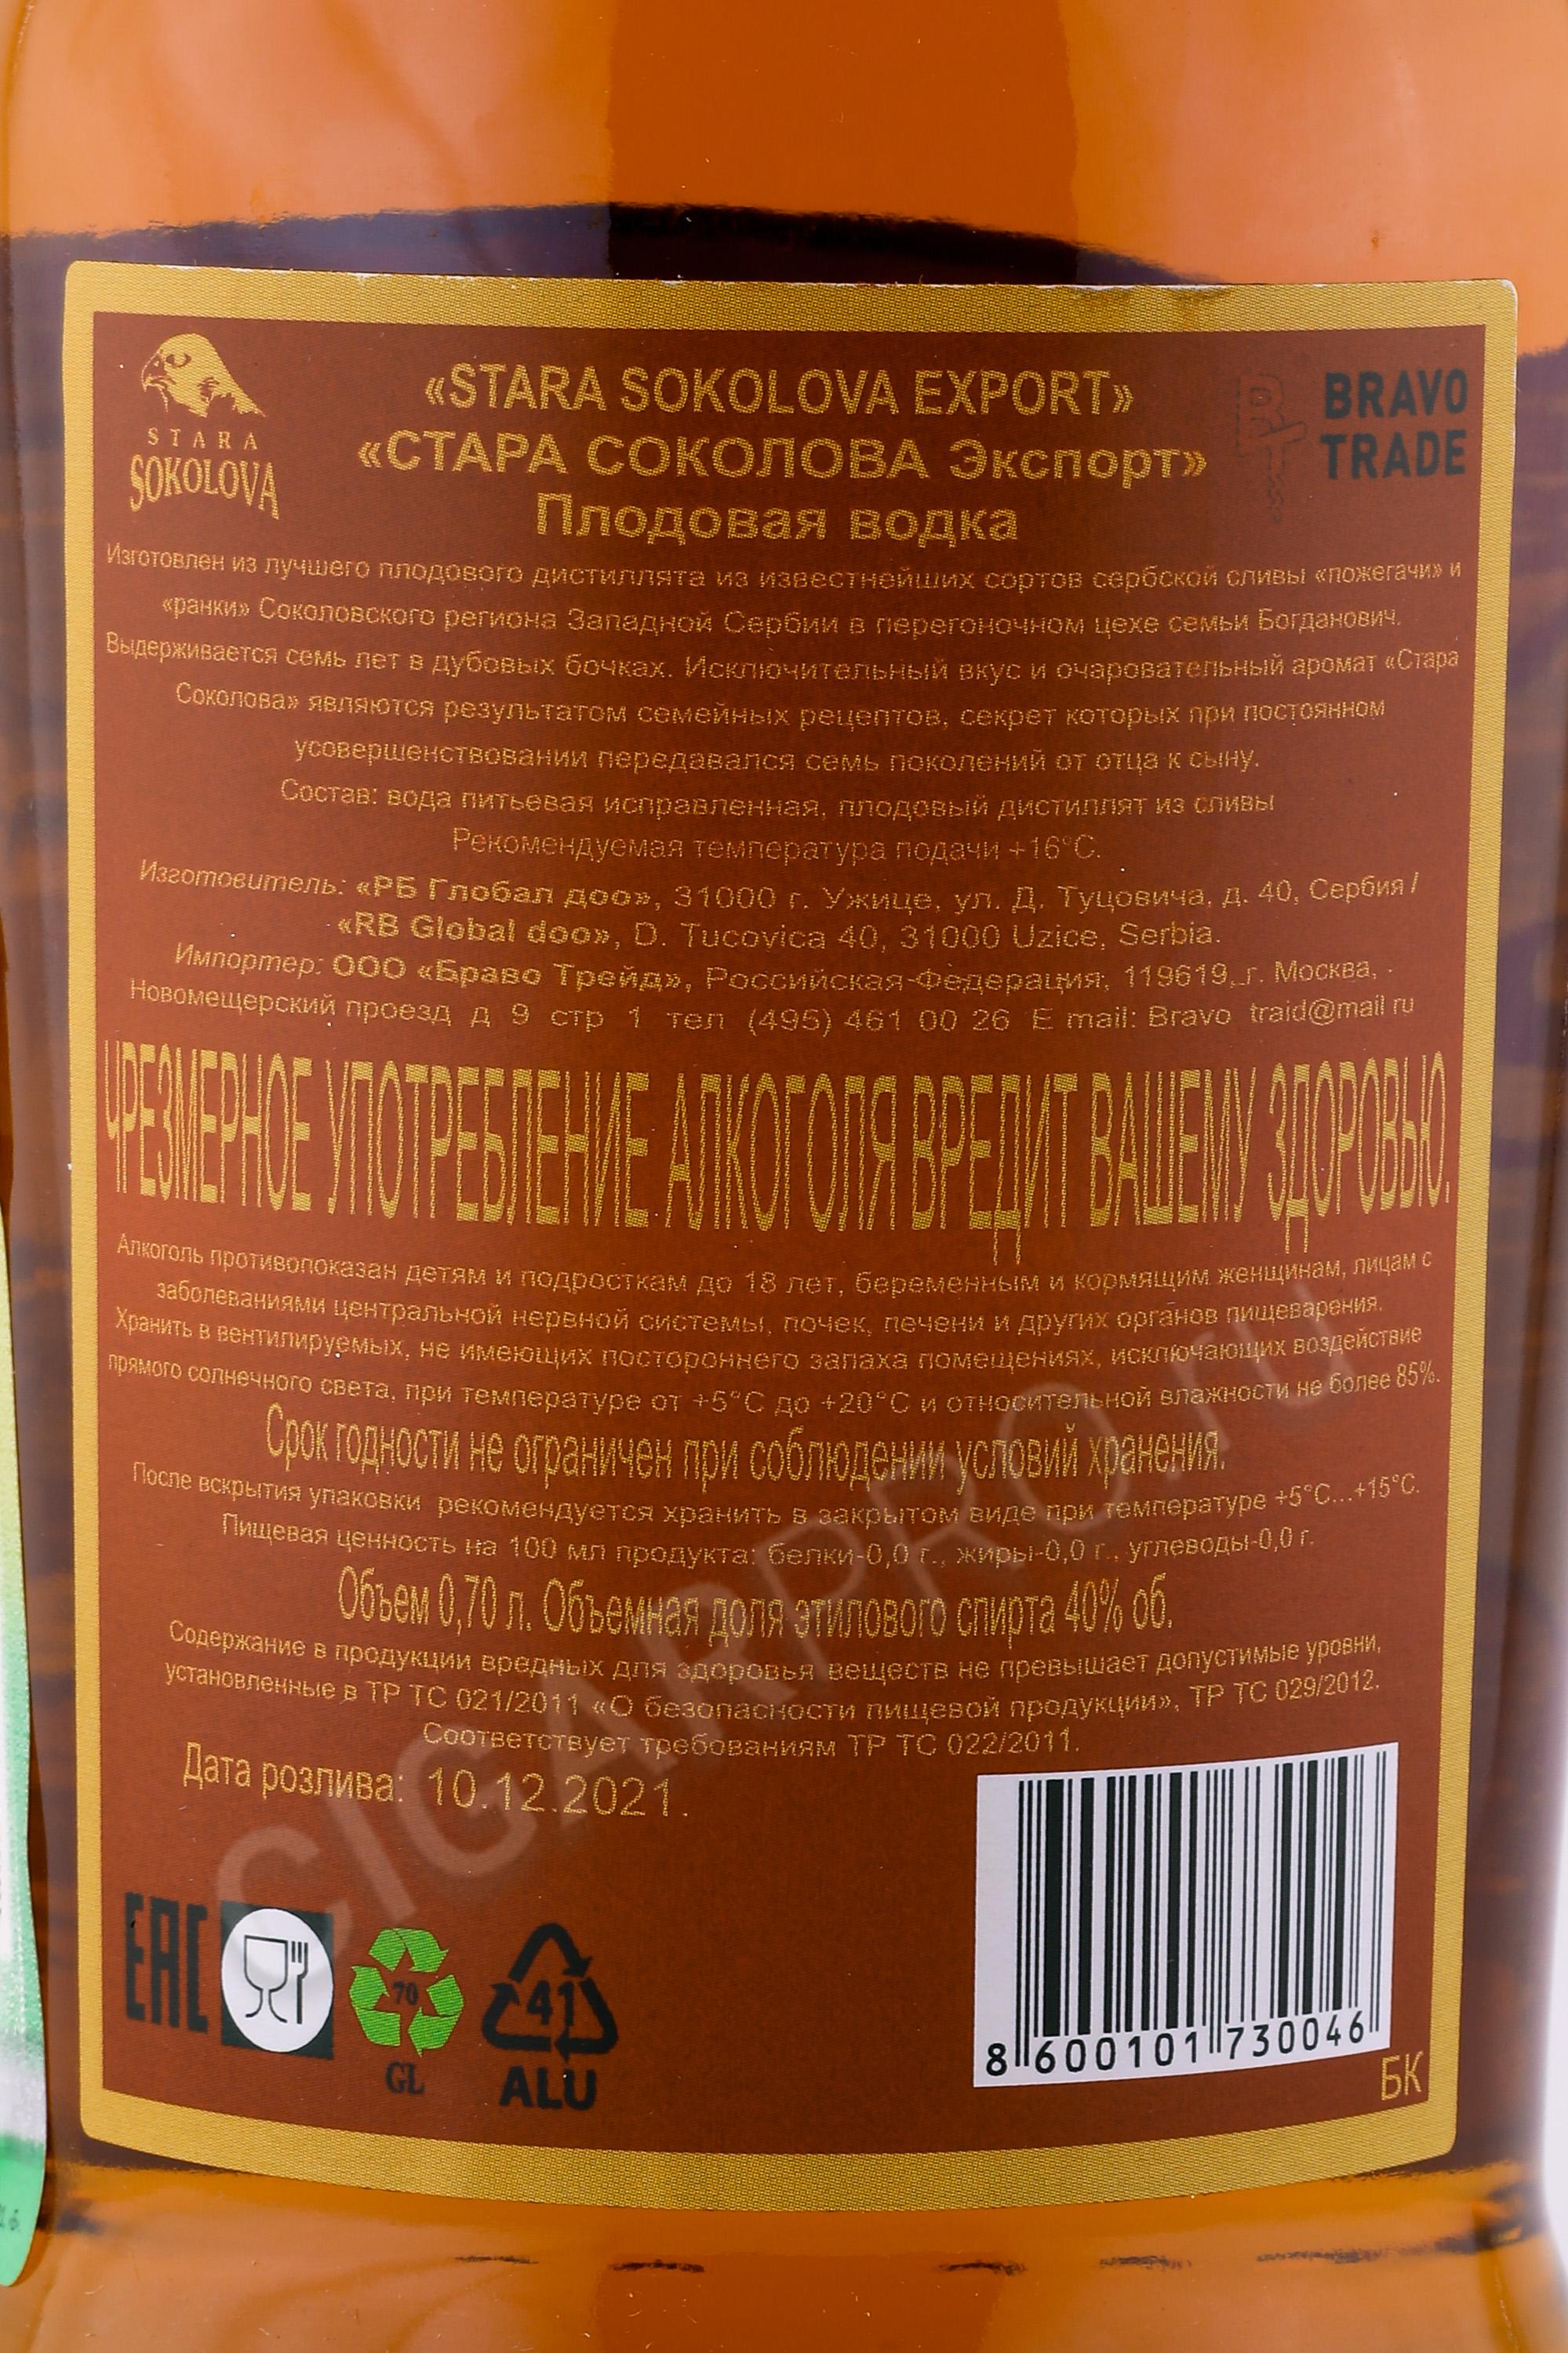 STARA
SOKOLOVA
«STARA SOKOLOVA EXPORT»
«СТАРА СОКОЛОВА Экспорт»
Плодовая водка
BRAVO
TRADE
Изготовлен из лучшего плодового дистиллята из известнейших сортов сербской сливы «пожегачи» и
«ранки» Соколовского региона Западной Сербии в перегоночном цехе семьи Богданович.
Выдерживается семь лет в дубовых бочках. Исключительный вкус и очаровательный аромат «Стара
Соколова» являются результатом семейных рецептов, секрет которых при постоянном
усовершенствовании передавался семь поколений от отца к сыну.
Состав: вода питьевая исправленная, плодовый дистиллят из сливы
Рекомендуемая температура подачи +16°С.
Изготовитель: «РБ Глобал доо», 31000 г. Ужице, ул. Д. Туцовича, д. 40, Сербия /
«RB Global doo», D. Tucovica 40, 31000 Uzice, Serbia.
Импортер: ООО «Браво Трейд», Российская Федерация, 119619, г. Москва,
Новомещерский проезд д 9 стр 1 тел (495) 461 00 26 E mail: Bravo traid@mail ru
ЧРЕЗМЕРНОЕ УПОТРЕБЛЕНИЕ АЛКОГОЛЯ ВРЕДИТ ВАШЕМУ ЗДОРОВЬЮ.
Алкоголь противопоказан детям и подросткам до 18 лет, беременным и кормящим женщинам, лицам с
заболеваниями центральной нервной системы, почек, печени и других органов пищеварения.
Хранить в вентилируемых, не имеющих постороннего запаха помещениях, исключающих воздействие
прямого солнечного света, при температуре от +5°С до +20°С и относительной влажности не более 85%.
Срок годности не ограничен при соблюдении условий хранения.
После вскрытия упаковки рекомендуется хранить в закрытом виде при температуре +5°С...+15°С.
Пищевая ценность на 100 мл продукта: белки-0,0 г., жиры-0,0 г., углеводы-0,0 г.
Объем 0,70 л. Объемная доля этилового спирта 40% об.
Содержание в продукции вредных для здоровья веществ не превышает допустимые уровни,
установленные в ТР ТС 021/2011 «О безопасности пищевой продукции», ТР ТС 029/2012.
Соответствует требованиям ТР ТС 022/2011.
Дата розлива: 10.12.2021.
EAC
70
GL
41
ALU
8 600101 730046
БК
CIGARPRO.ru